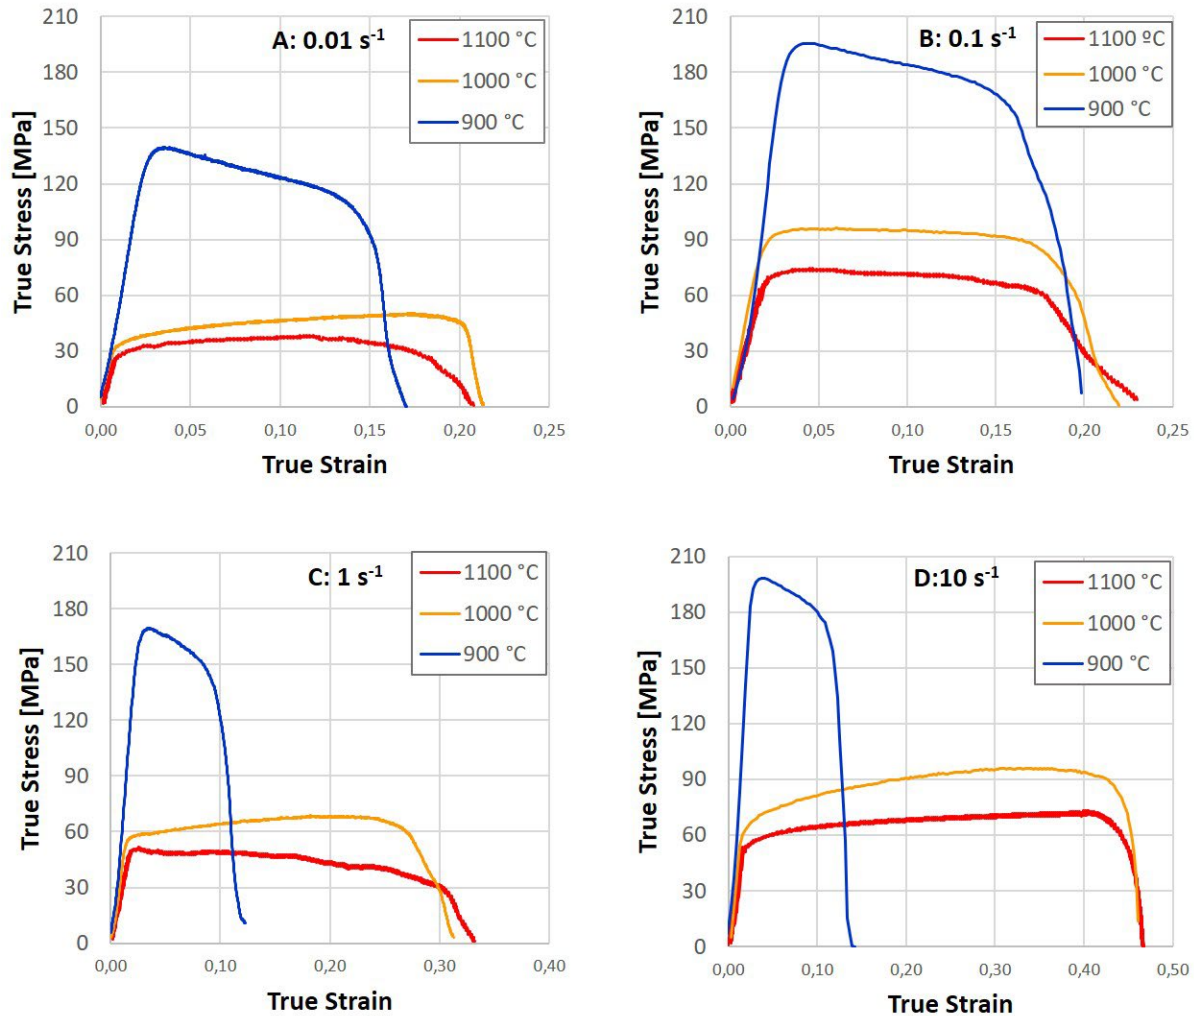 A: 0.01 s⁻¹
1100 °C
1000 °C
900 °C
True Stress [MPa]
210
180
150
120
90
60
30
0
0,00 0,05 0,10 0,15 0,20 0,25
True Strain
B: 0.1 s⁻¹
1100 ºC
1000 °C
900 °C
True Stress [MPa]
210
180
150
120
90
60
30
0
0,00 0,05 0,10 0,15 0,20 0,25
True Strain
C: 1 s⁻¹
1100 °C
1000 °C
900 °C
True Stress [MPa]
210
180
150
120
90
60
30
0
0,00 0,10 0,20 0,30 0,40
True Strain
D:10 s⁻¹
1100 °C
1000 °C
900 °C
True Stress [MPa]
210
180
150
120
90
60
30
0
0,00 0,10 0,20 0,30 0,40 0,50
True Strain